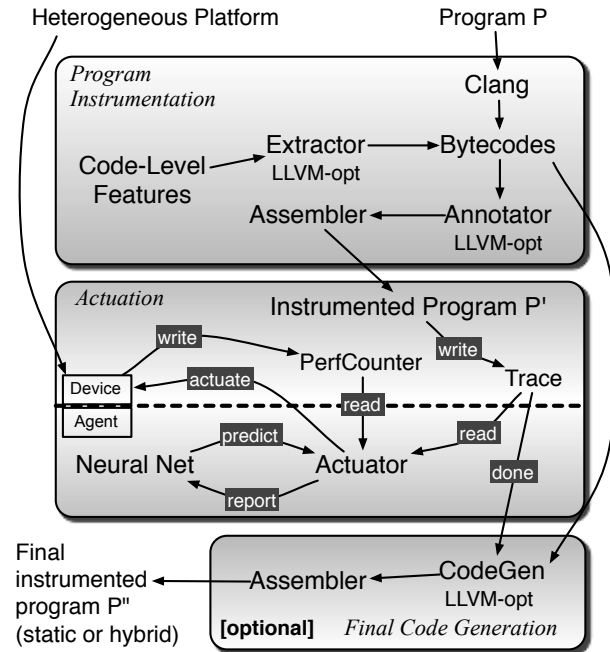 Heterogeneous Platform
Program P
Program
Instrumentation
Clang
Extractor
LLVM-opt
Bytecodes
Code-Level
Features
Assembler
Annotator
LLVM-opt
Actuation
Instrumented Program P'
write
PerfCounter
write
Device
actuate
Trace
Agent
read
predict
read
Neural Net
Actuator
report
done
Final
instrumented
program P"
(static or hybrid)
Assembler
CodeGen
LLVM-opt
[optional]
Final Code Generation